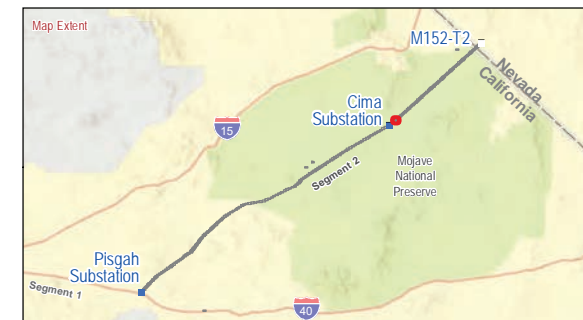 Map Extent
M152-T2
Nevada
California
Cima
Substation
15
Mojave
National
Preserve
Segment 2
Pisgah
Substation
Segment 1
40